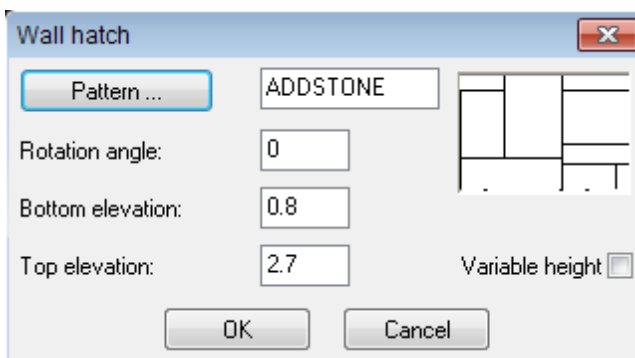 Wall hatch
Pattern ... ADDSTONE
Rotation angle: 0
Bottom elevation: 0.8
Top elevation: 2.7 Variable height
OK Cancel